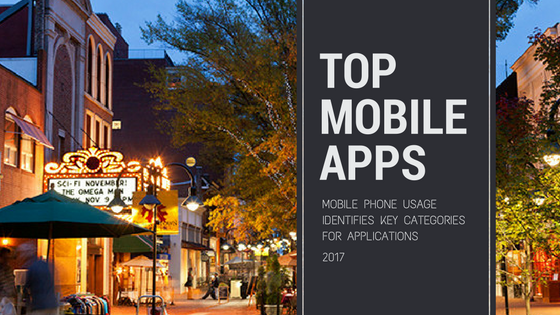 SCI-FI NOVEMBER!
THE OMEGA MAN
NOV 9
PM
TOP
MOBILE
APPS
MOBILE PHONE USAGE
IDENTIFIES KEY CATEGORIES
FOR APPLICATIONS
2017